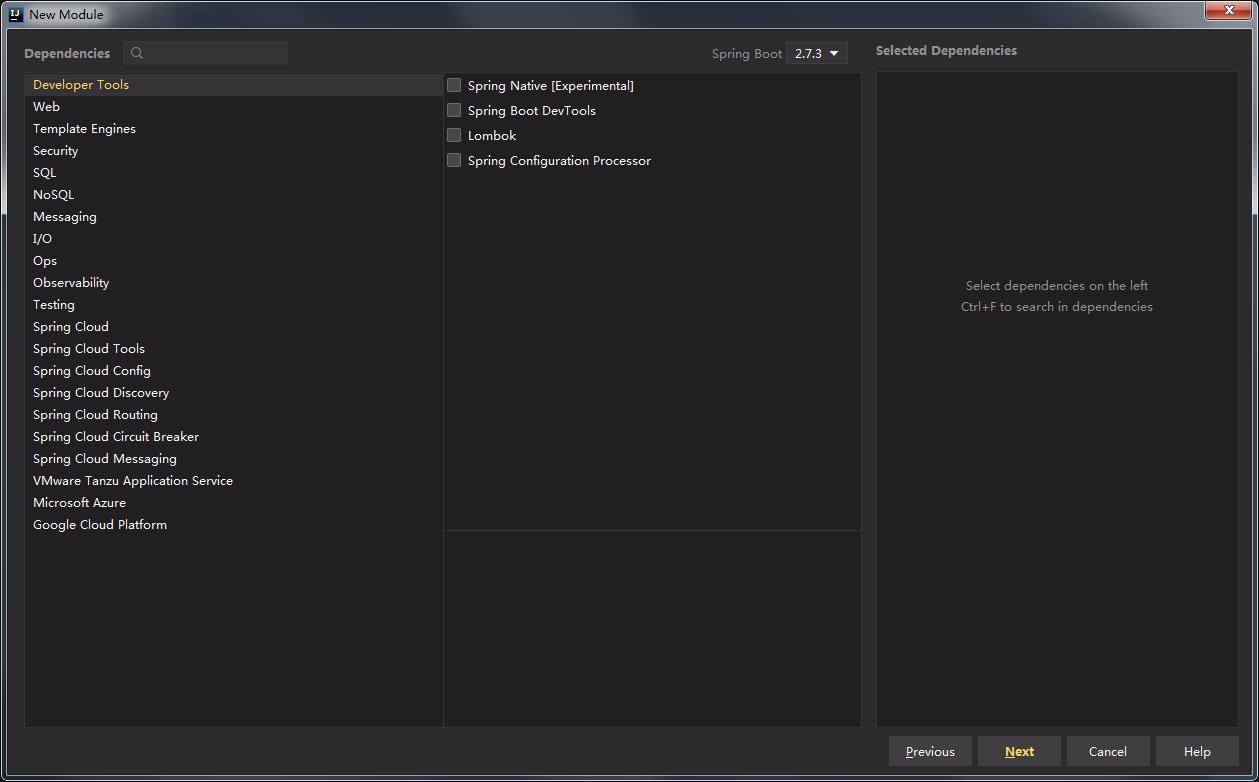 New Module
Dependencies
Spring Boot 2.7.3
Selected Dependencies
Developer Tools
Web
Template Engines
Security
SQL
NoSQL
Messaging
I/O
Ops
Observability
Testing
Spring Cloud
Spring Cloud Tools
Spring Cloud Config
Spring Cloud Discovery
Spring Cloud Routing
Spring Cloud Circuit Breaker
Spring Cloud Messaging
VMware Tanzu Application Service
Microsoft Azure
Google Cloud Platform
Spring Native [Experimental]
Spring Boot DevTools
Lombok
Spring Configuration Processor
Select dependencies on the left
Ctrl+F to search in dependencies
Previous
Next
Cancel
Help